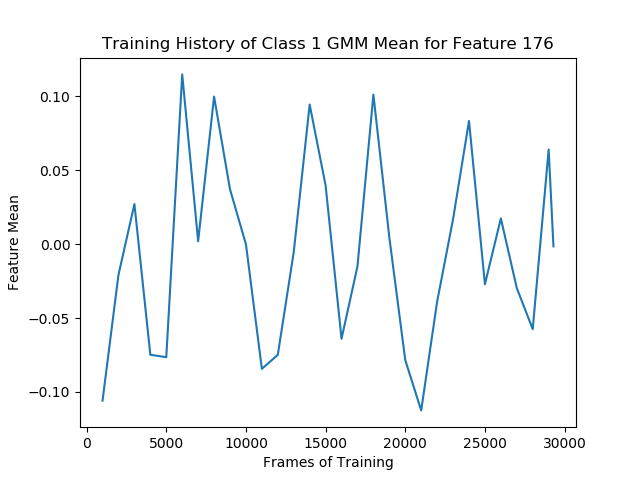 Training History of Class 1 GMM Mean for Feature 176
Feature Mean
0.10
0.05
0.00
−0.05
−0.10
0 5000 10000 15000 20000 25000 30000
Frames of Training